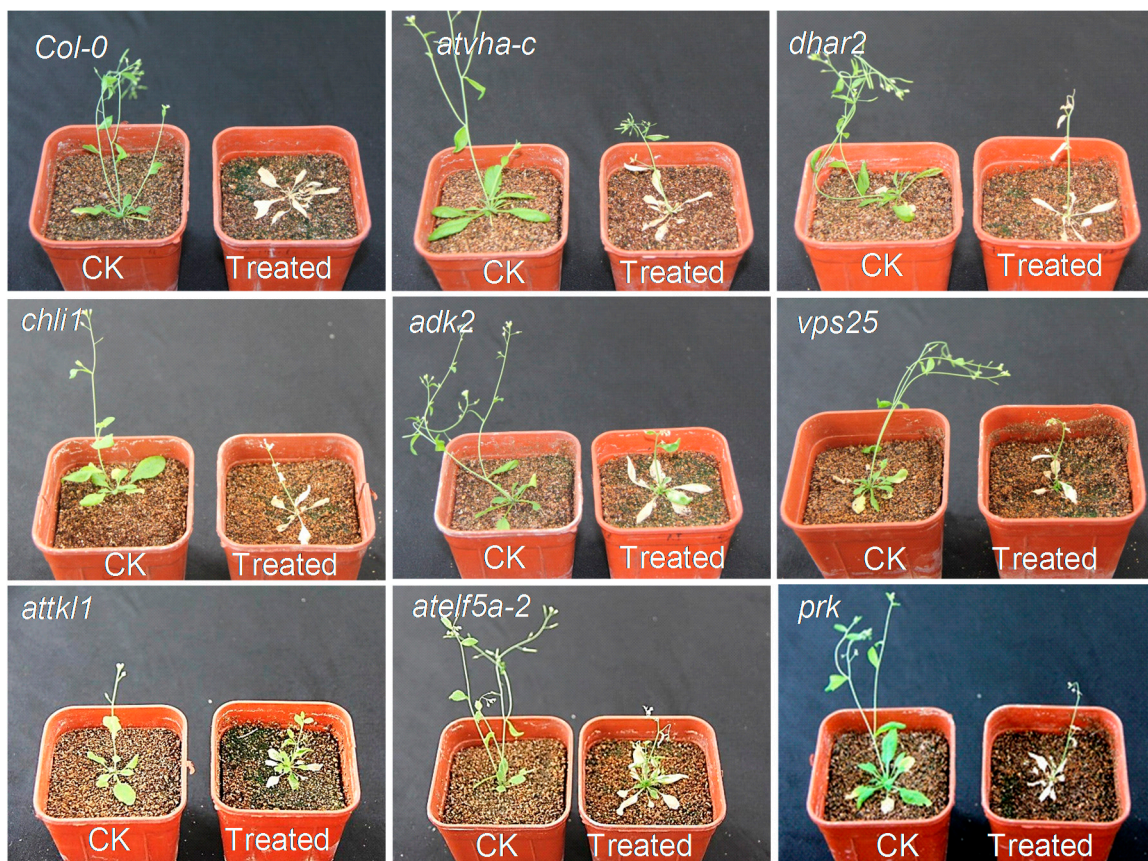 Col-0
CK
Treated
atvha-c
CK
Treated
dhar2
CK
Treated
chli1
CK
Treated
adk2
CK
Treated
vps25
CK
Treated
attkl1
CK
Treated
atelf5a-2
CK
Treated
prk
CK
Treated